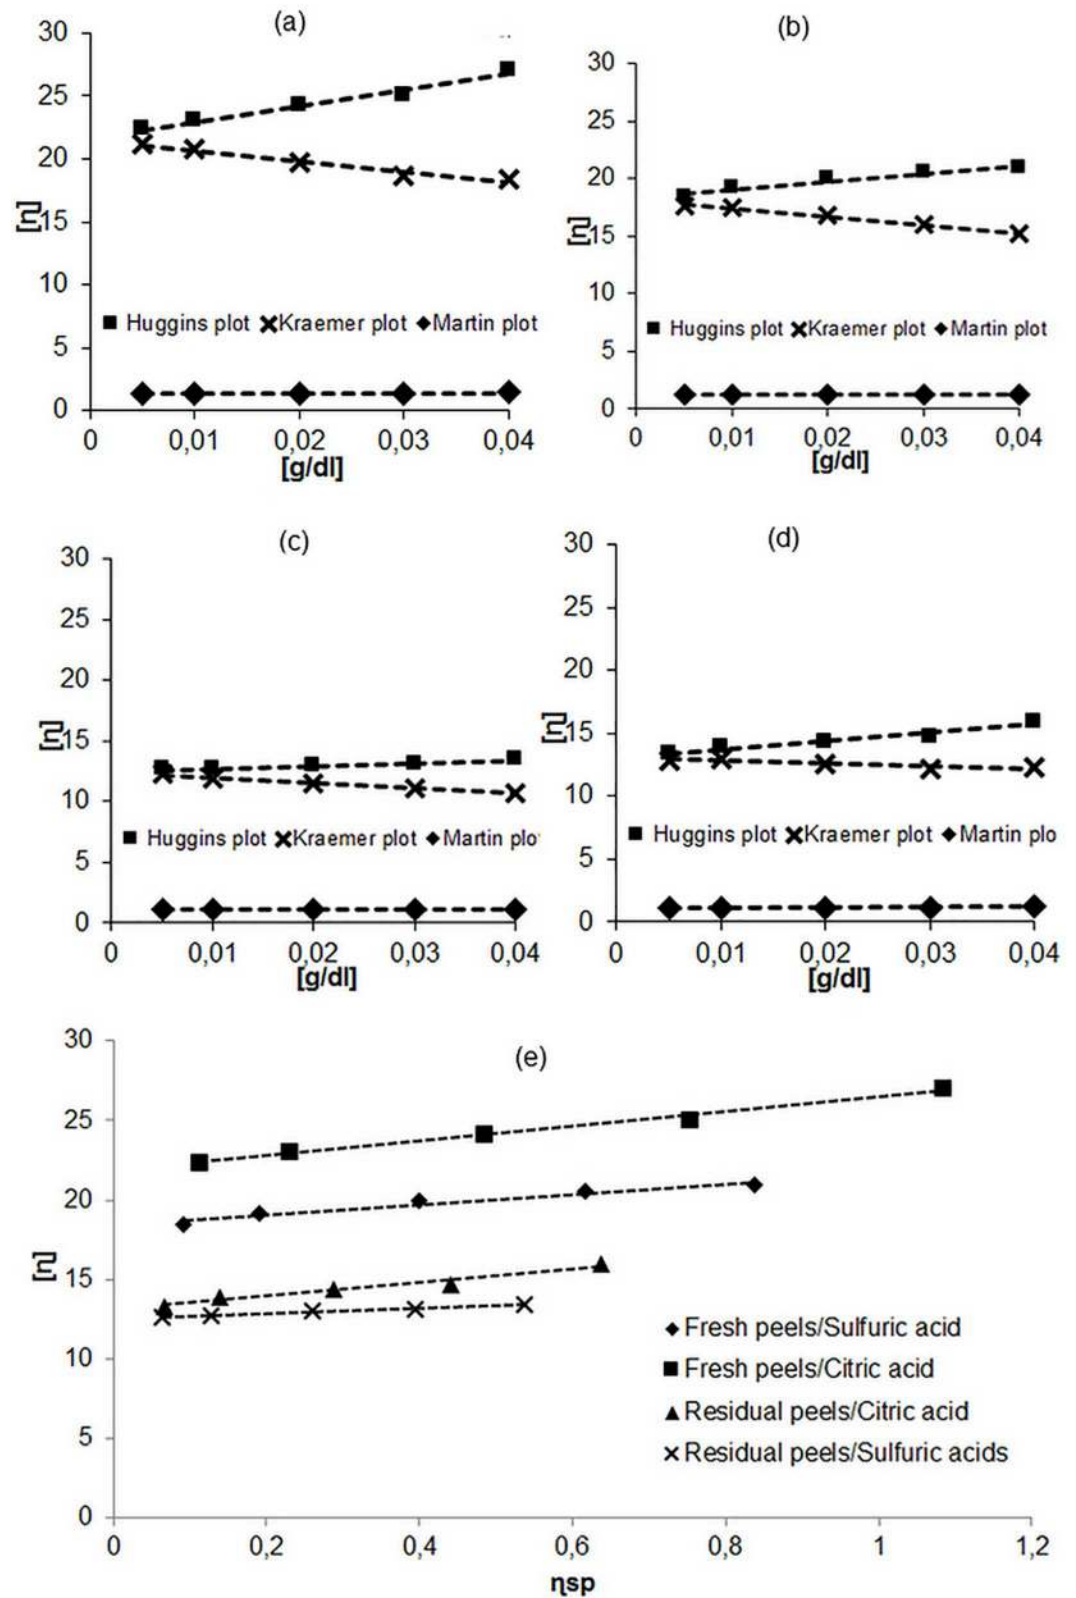 (a)
30
25
20
15
10
5
0
[η]
■ Huggins plot ✕Kraemer plot ◆Martin plot
0 0,01 0,02 0,03 0,04
[g/dl]
(b)
30
25
20
15
10
5
0
[η]
■ Huggins plot ✕Kraemer plot ◆Martin plot
0 0,01 0,02 0,03 0,04
[g/dl]
(c)
30
25
20
15
10
5
0
[η]
■ Huggins plot ✕Kraemer plot ◆Martin plo
0 0,01 0,02 0,03 0,04
[g/dl]
(d)
30
25
20
15
10
5
0
[η]
■ Huggins plot ✕Kraemer plot ◆Martin plo
0 0,01 0,02 0,03 0,04
[g/dl]
(e)
30
25
20
15
10
5
0
[η]
◆Fresh peels/Sulfuric acid
■Fresh peels/Citric acid
▲Residual peels/Citric acid
✕Residual peels/Sulfuric acids
0 0,2 0,4 0,6 0,8 1 1,2
ηsp